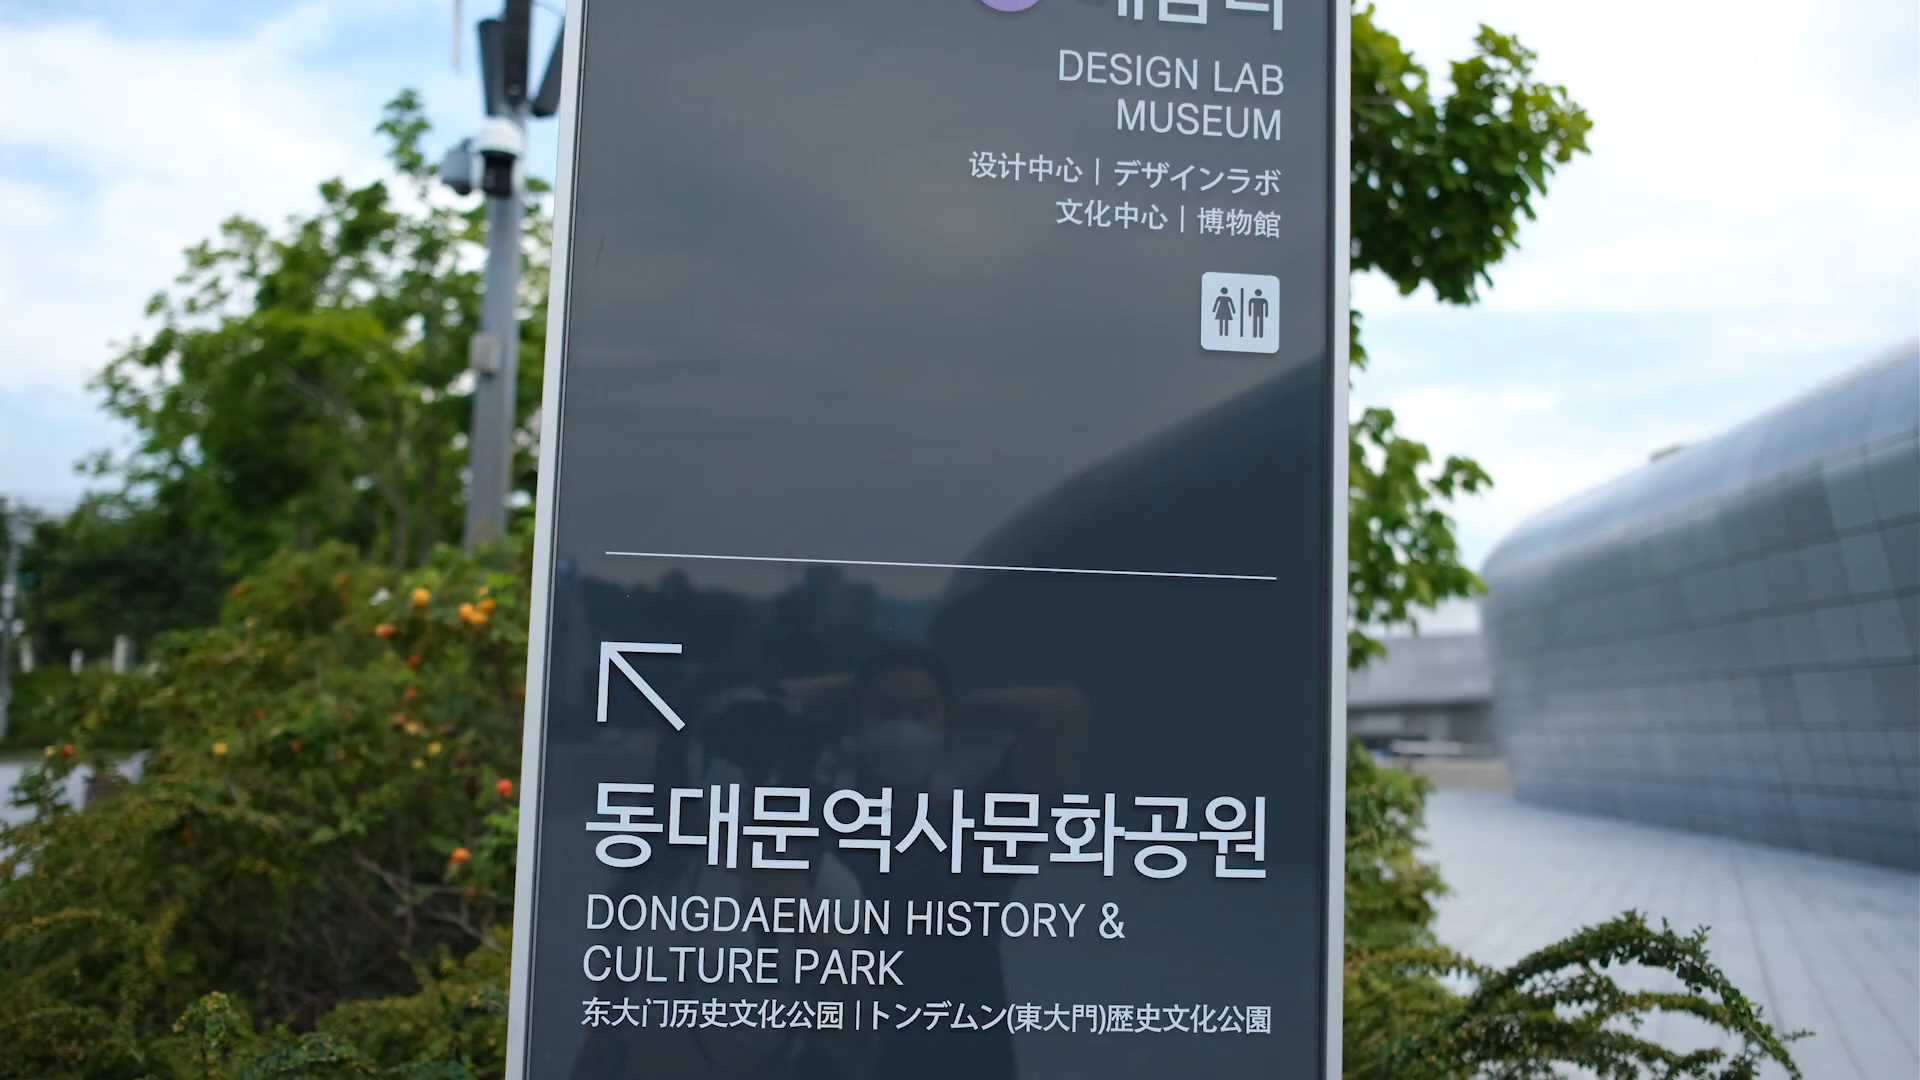 DESIGN LAB
MUSEUM
设计中心 | デザインラボ
文化中心 | 博物館
동대문역사문화공원
DONGDAEMUN HISTORY &
CULTURE PARK
东大门历史文化公园 | トンデムン(東大門)歴史文化公園